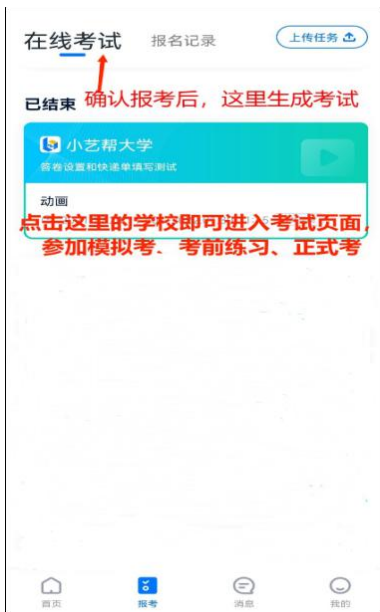 在线考试 报名记录 上传任务
已结束 确认报考后，这里生成考试
小艺帮大学
答卷设置和快递单填写测试
动画
点击这里的学校即可进入考试页面，
参加模拟考．考前练习、正式考
首页 报考 消息 我的